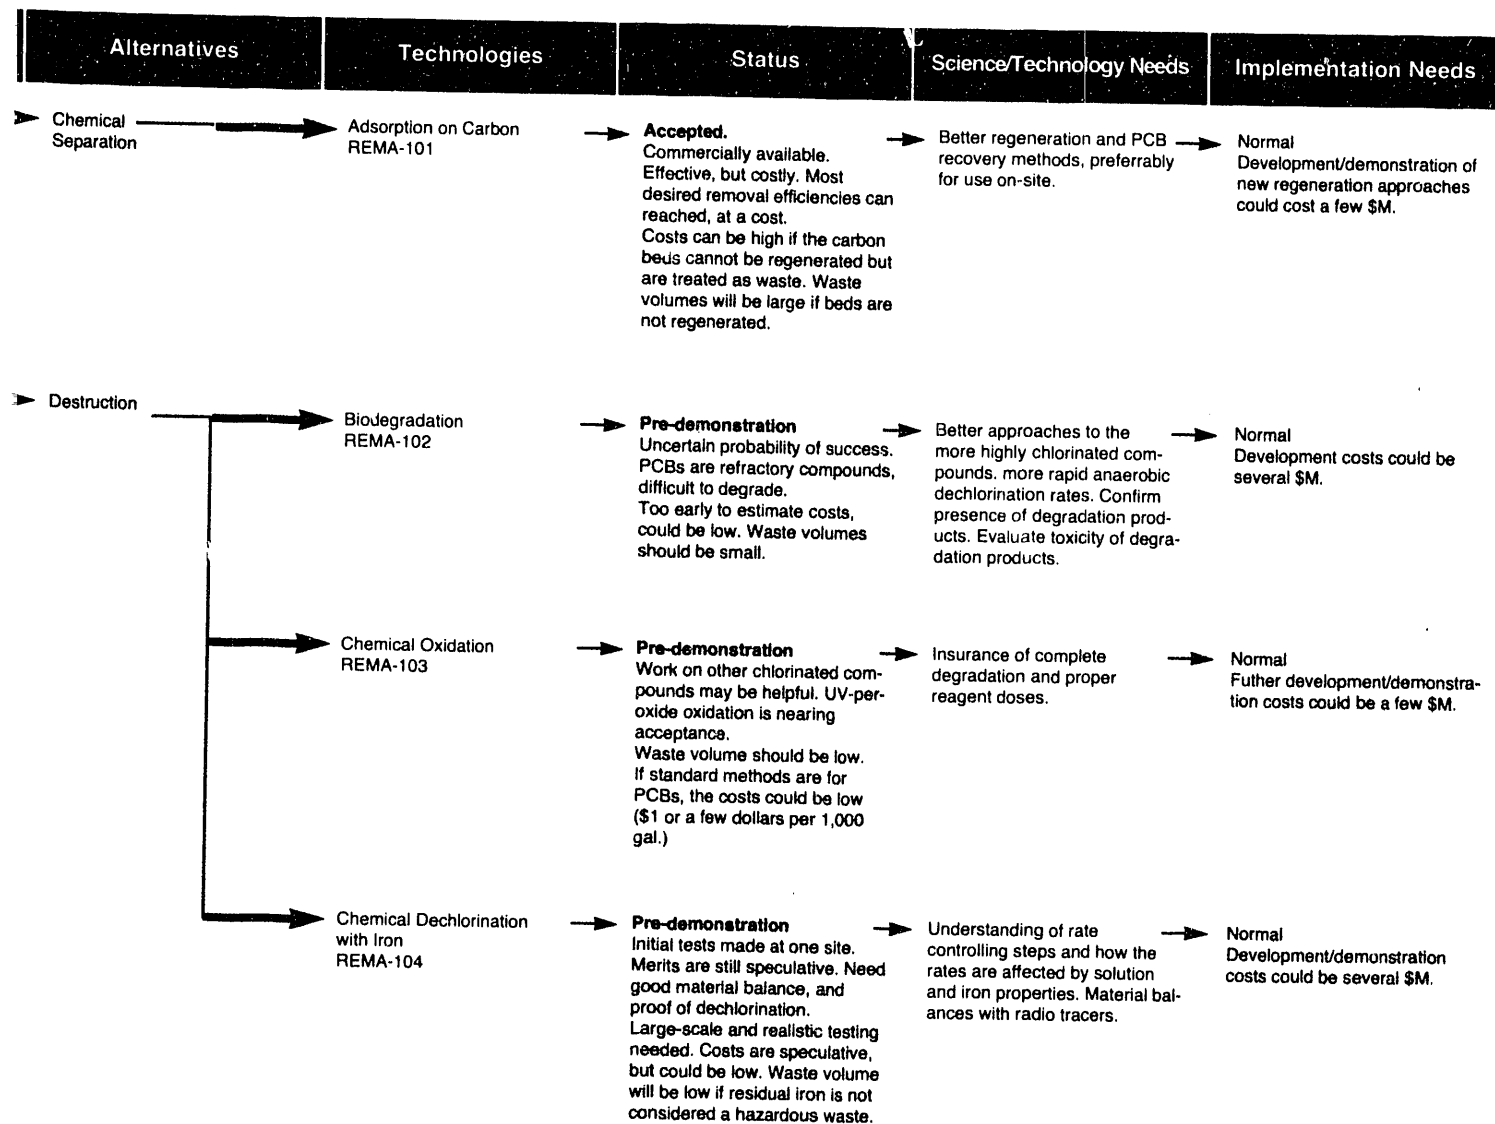 Alternatives
Technologies
Status
Science/Technology Needs
Implementation Needs
Chemical
Separation
Adsorption on Carbon
REMA-101
Accepted.
Commercially available.
Effective, but costly. Most
desired removal efficiencies can
reached, at a cost.
Costs can be high if the carbon
beds cannot be regenerated but
are treated as waste. Waste
volumes will be large if beds are
not regenerated.
Better regeneration and PCB
recovery methods, preferrably
for use on-site.
Normal
Development/demonstration of
new regeneration approaches
could cost a few $M.
Destruction
Biodegradation
REMA-102
Pre-demonstration
Uncertain probability of success.
PCBs are refractory compounds,
difficult to degrade.
Too early to estimate costs,
could be low. Waste volumes
should be small.
Better approaches to the
more highly chlorinated com-
pounds. more rapid anaerobic
dechlorination rates. Confirm
presence of degradation prod-
ucts. Evaluate toxicity of degra-
dation products.
Normal
Development costs could be
several $M.
Chemical Oxidation
REMA-103
Pre-demonstration
Work on other chlorinated com-
pounds may be helpful. UV-per-
oxide oxidation is nearing
acceptance.
Waste volume should be low.
If standard methods are for
PCBs, the costs could be low
($1 or a few dollars per 1,000
gal.)
Insurance of complete
degradation and proper
reagent doses.
Normal
Futher development/demonstra-
tion costs could be a few $M.
Chemical Dechlorination
with Iron
REMA-104
Pre-demonstration
Initial tests made at one site.
Merits are still speculative. Need
good material balance, and
proof of dechlorination.
Large-scale and realistic testing
needed. Costs are speculative,
but could be low. Waste volume
will be low if residual iron is not
considered a hazardous waste.
Understanding of rate
controlling steps and how the
rates are affected by solution
and iron properties. Material bal-
ances with radio tracers.
Normal
Development/demonstration
costs could be several $M.